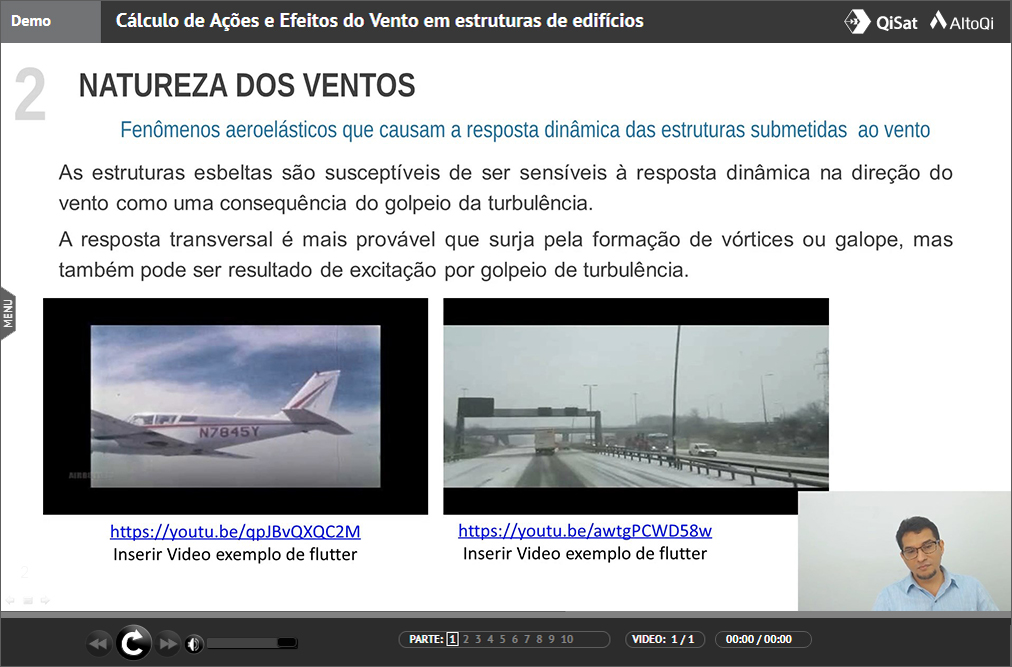 Demo
Cálculo de Ações e Efeitos do Vento em estruturas de edifícios
QiSat
AltoQi
2
NATUREZA DOS VENTOS
Fenômenos aeroelásticos que causam a resposta dinâmica das estruturas submetidas ao vento
As estruturas esbeltas são susceptíveis de ser sensíveis à resposta dinâmica na direção do
vento como uma consequência do golpeio da turbulência.
A resposta transversal é mais provável que surja pela formação de vórtices ou galope, mas
também pode ser resultado de excitação por golpeio de turbulência.
MENU
N7845Y
https://youtu.be/qpJBvQXQC2M
Inserir Video exemplo de flutter
https://youtu.be/awtgPCWD58w
Inserir Video exemplo de flutter
2
PARTE: 1 2 3 4 5 6 7 8 9 10
VIDEO: 1 / 1
00:00 / 00:00